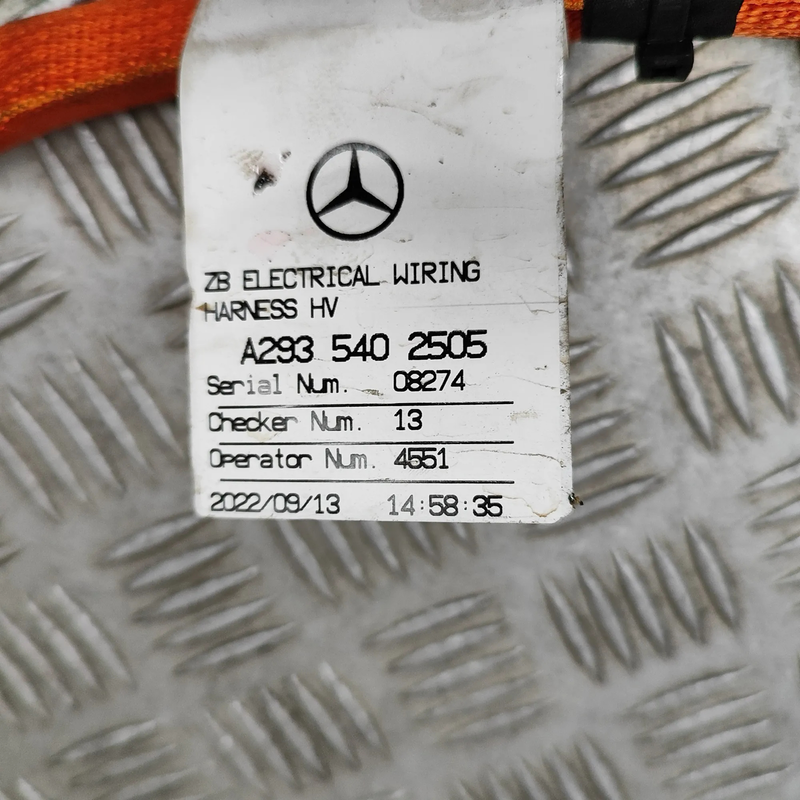 ZB ELECTRICAL WIRING
HARNESS HV
A293 540 2505
Serial Num. 08274
Checker Num. 13
Operator Num. 4551
2022/09/13 14:58:35